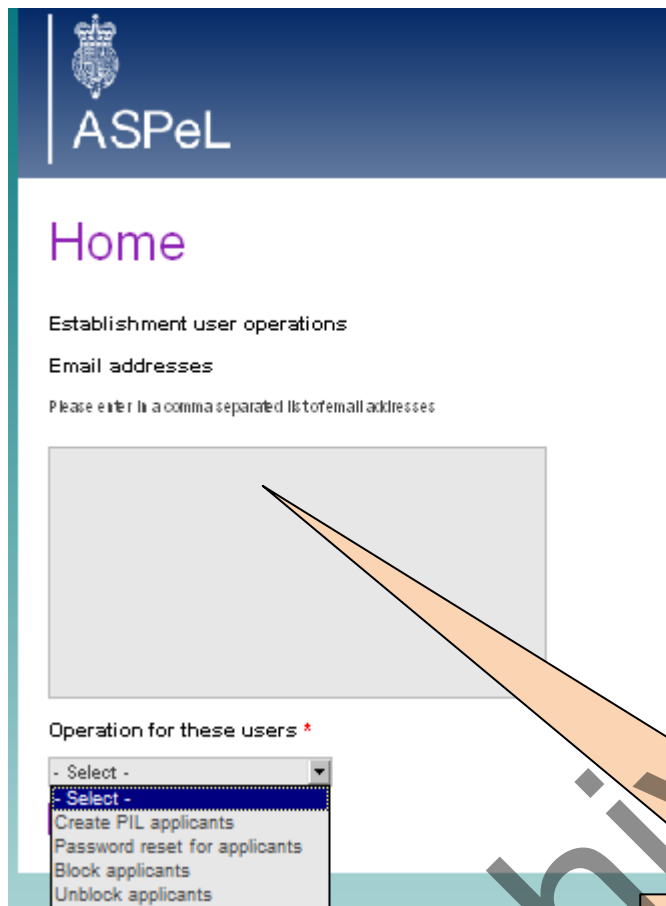 ASPeL
Home
Establishment user operations
Email addresses
Please enter in a comma separated list of email addresses
Operation for these users *
- Select -
- Select -
Create PIL applicants
Password reset for applicants
Block applicants
Unblock applicants